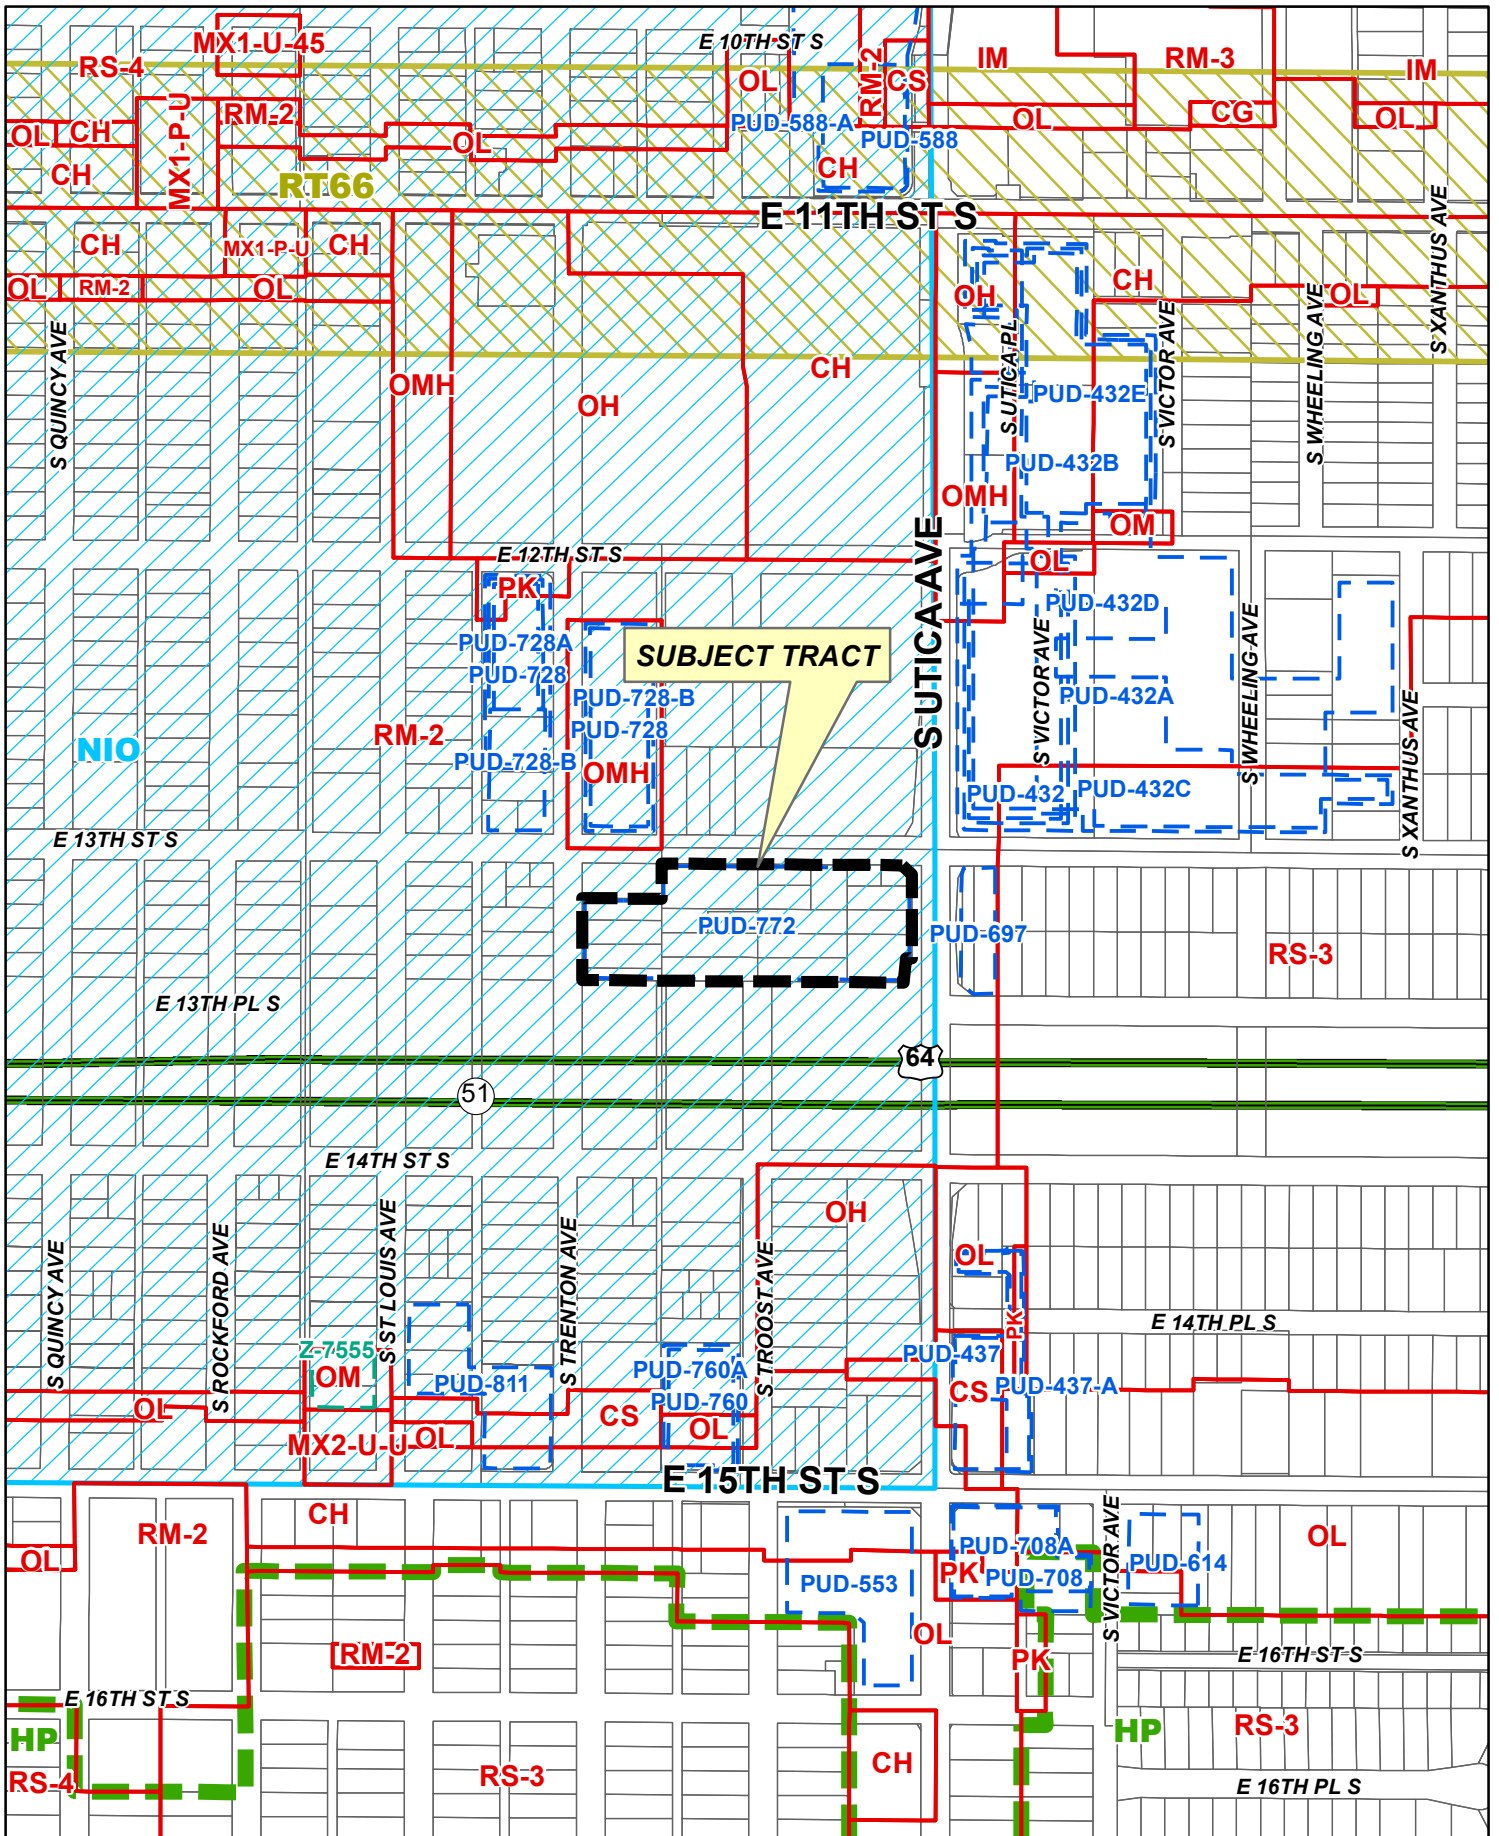 E 10TH ST S
MX1-U-45
RS-4
OL
RM-2
CS
IM
RM-3
IM
OL
CH
MX1-P-U
RM-2
OL
PUD-588-A
PUD-588
OL
CG
OL
CH
RT66
CH
E 11TH ST S
CH
MX1-P-U
CH
OL
RM-2
OL
OH
CH
OL
S XANTHUS AVE
S QUINCY AVE
OMH
OH
CH
S UTICA PL
PUD-432E
S VICTOR AVE
S WHEELING AVE
PUD-432B
OMH
OM
E 12TH ST S
OL
PK
S UTICA AVE
PUD-432D
PUD-728A
PUD-728
SUBJECT TRACT
PUD-728-B
PUD-728
S VICTOR AVE
PUD-432A
S WHEELING AVE
NIO
RM-2
PUD-728-B
OMH
PUD-432
PUD-432C
S XANTHUS AVE
E 13TH ST S
PUD-772
PUD-697
RS-3
E 13TH PL S
64
51
E 14TH ST S
OH
S QUINCY AVE
S ROCKFORD AVE
S ST LOUIS AVE
S TRENTON AVE
S TROOST AVE
OL
PK
E 14TH PL S
Z-7555
OM
PUD-811
PUD-760A
PUD-760
PUD-437
CS
PUD-437-A
OL
MX2-U-U
OL
CS
OL
E 15TH ST S
CH
RM-2
OL
PUD-553
PUD-708A
PK
PUD-708
S VICTOR AVE
PUD-614
OL
RM-2
OL
PK
E 16TH ST S
E 16TH ST S
HP
HP
RS-3
RS-4
RS-3
CH
E 16TH PL S